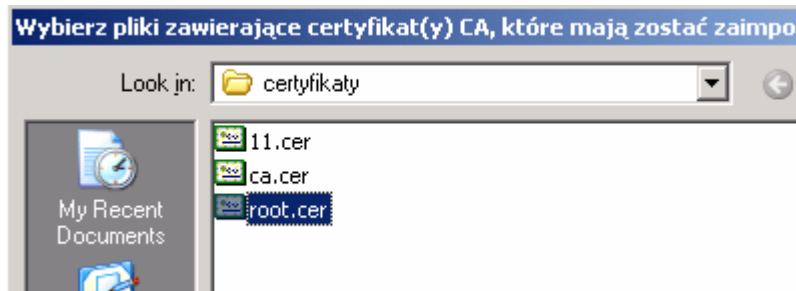 Wybierz pliki zawierające certyfikat(y) CA, które mają zostać zaimpo
Look in: certyfikaty
11.cer
ca.cer
root.cer
My Recent
Documents